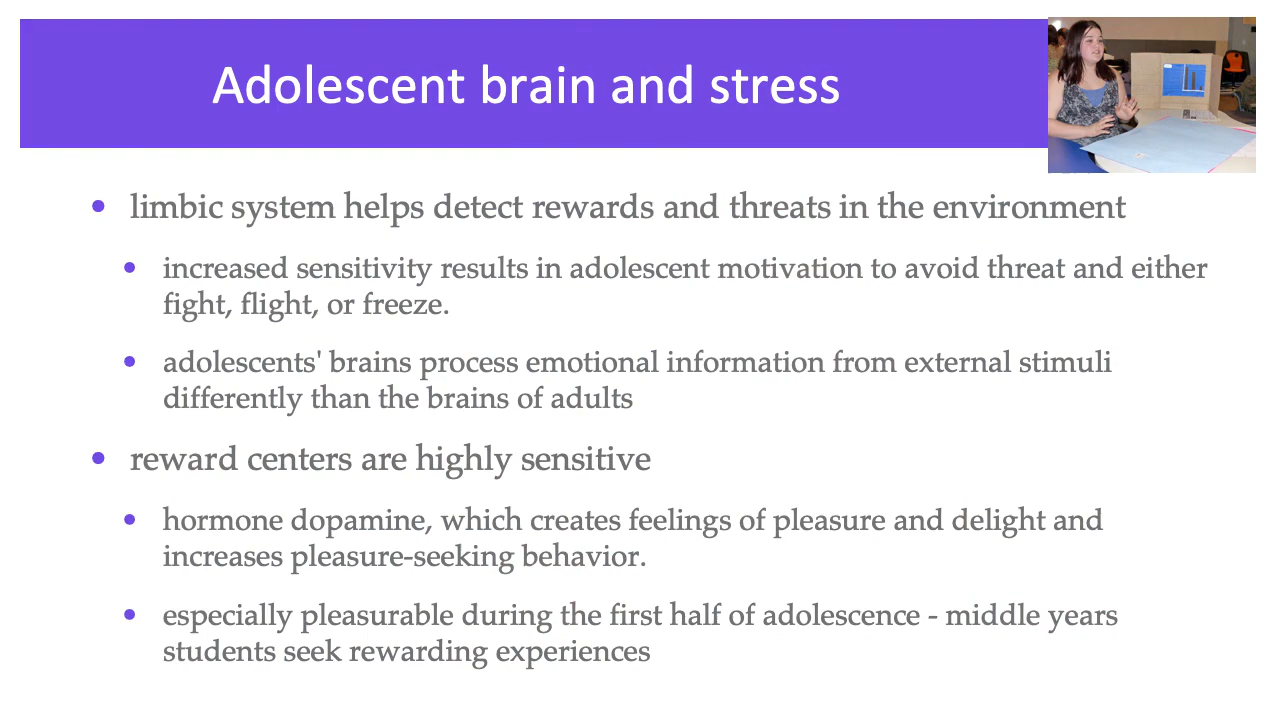 Adolescent brain and stress
• limbic system helps detect rewards and threats in the environment
• increased sensitivity results in adolescent motivation to avoid threat and either
fight, flight, or freeze.
• adolescents' brains process emotional information from external stimuli
differently than the brains of adults
• reward centers are highly sensitive
• hormone dopamine, which creates feelings of pleasure and delight and
increases pleasure-seeking behavior.
• especially pleasurable during the first half of adolescence - middle years
students seek rewarding experiences